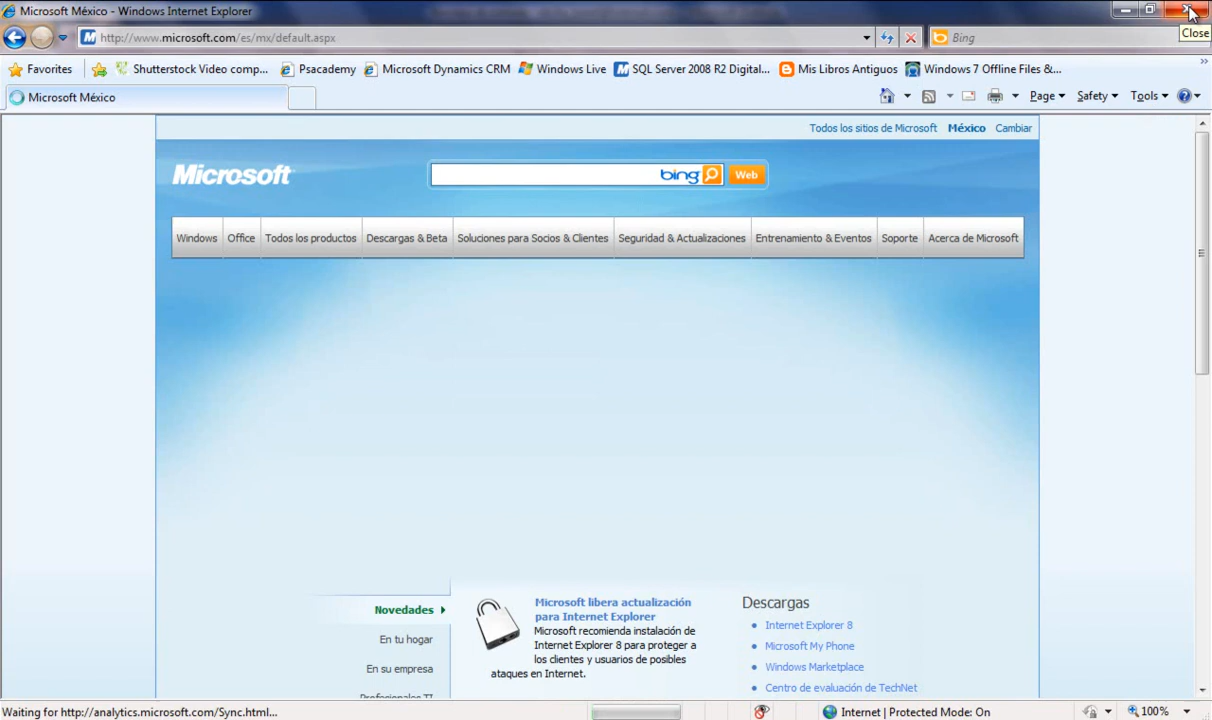 Microsoft México - Windows Internet Explorer
http://www.microsoft.com/es/mx/default.aspx
Bing
Close
Favorites
Shutterstock Video comp...
Psacademy
Microsoft Dynamics CRM
Windows Live
SQL Server 2008 R2 Digital...
Mis Libros Antiguos
Windows 7 Offline Files &...
Microsoft México
Page
Safety
Tools
Todos los sitios de Microsoft México Cambiar
Microsoft
bing
Web
Windows
Office
Todos los productos
Descargas & Beta
Soluciones para Socios & Clientes
Seguridad & Actualizaciones
Entrenamiento & Eventos
Soporte
Acerca de Microsoft
Novedades
En tu hogar
En su empresa
Profesionales TI
Microsoft libera actualización
para Internet Explorer
Microsoft recomienda instalación de
Internet Explorer 8 para proteger a
los clientes y usuarios de posibles
ataques en Internet.
Descargas
Internet Explorer 8
Microsoft My Phone
Windows Marketplace
Centro de evaluación de TechNet
Waiting for http://analytics.microsoft.com/Sync.html...
Internet | Protected Mode: On
100%